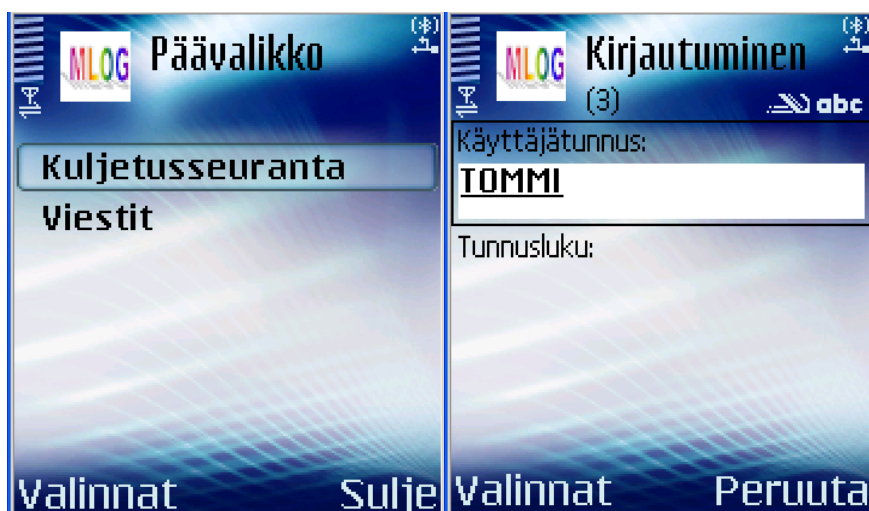 MLOG Päävalikko
Kuljetusseuranta
Viestit
Valinnat Sulje
MLOG Kirjautuminen
(3) abc
Käyttäjätunnus:
TOMMI
Tunnusluku:
Valinnat Peruuta